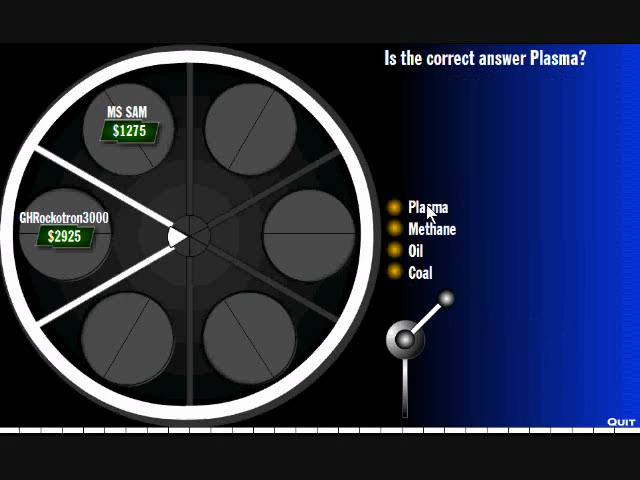 Is the correct answer Plasma?
MS SAM
$1275
GHRockotron3000
$2925
Plasma
Methane
Oil
Coal
QUIT